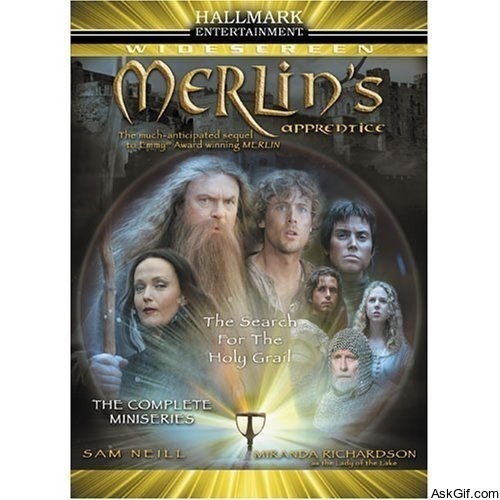 HALLMARK
ENTERTAINMENT
WIDESCREEN
MERLIN'S
APPRENTICE
The much-anticipated sequel
to Emmy™ Award winning MERLIN
The Search
For The
Holy Grail
THE COMPLETE
MINISERIES
SAM NEILL
MIRANDA RICHARDSON
as the Lady of the Lake
AskGif.com